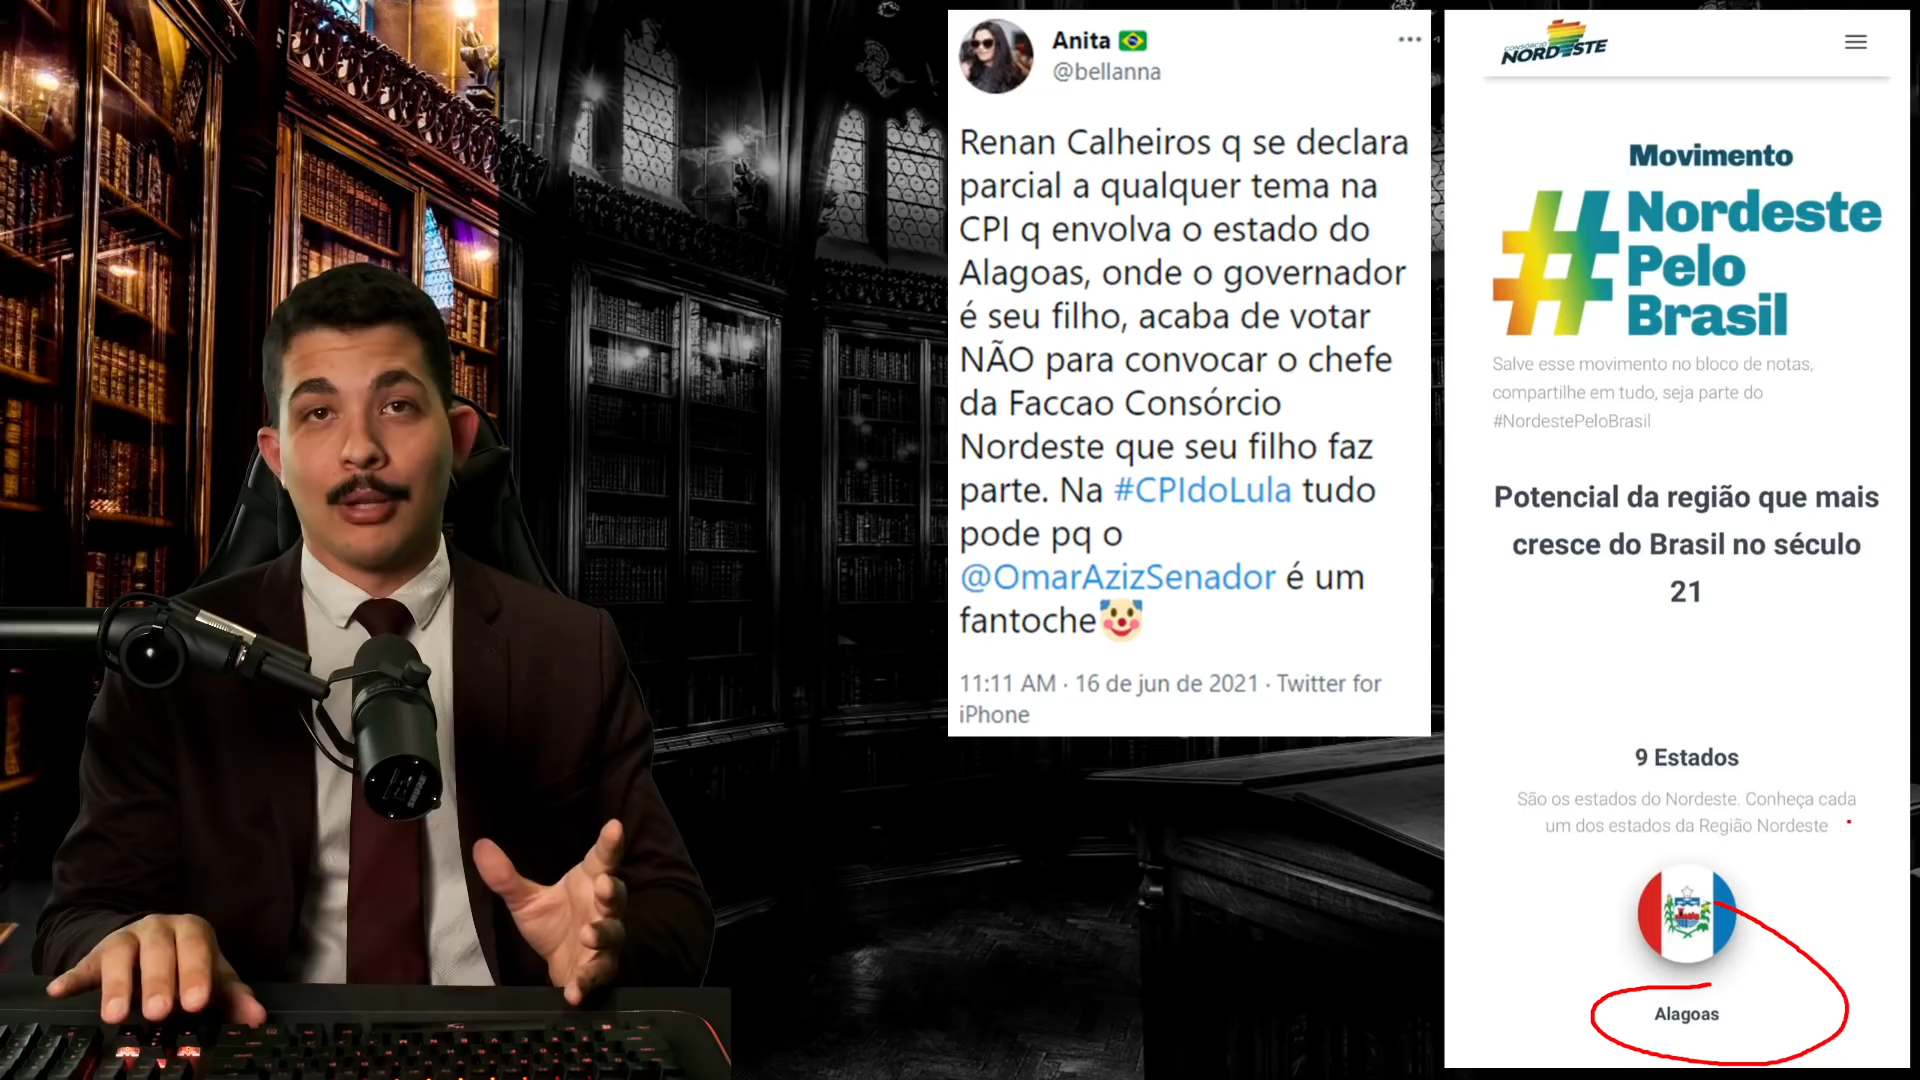 Anita
@bellanna
Renan Calheiros q se declara
parcial a qualquer tema na
CPI q envolva o estado do
Alagoas, onde o governador
é seu filho, acaba de votar
NÃO para convocar o chefe
da Faccao Consórcio
Nordeste que seu filho faz
parte. Na #CPIdoLula tudo
pode pq o
@OmarAzizSenador é um
fantoche🤡
11:11 AM · 16 de jun de 2021 · Twitter for
iPhone
CONSÓRCIO
NORDESTE
Movimento
#Nordeste
Pelo
Brasil
Salve esse movimento no bloco de notas,
compartilhe em tudo, seja parte do
#NordestePeloBrasil
Potencial da região que mais
cresce do Brasil no século
21
9 Estados
São os estados do Nordeste. Conheça cada
um dos estados da Região Nordeste
Alagoas
SHURE